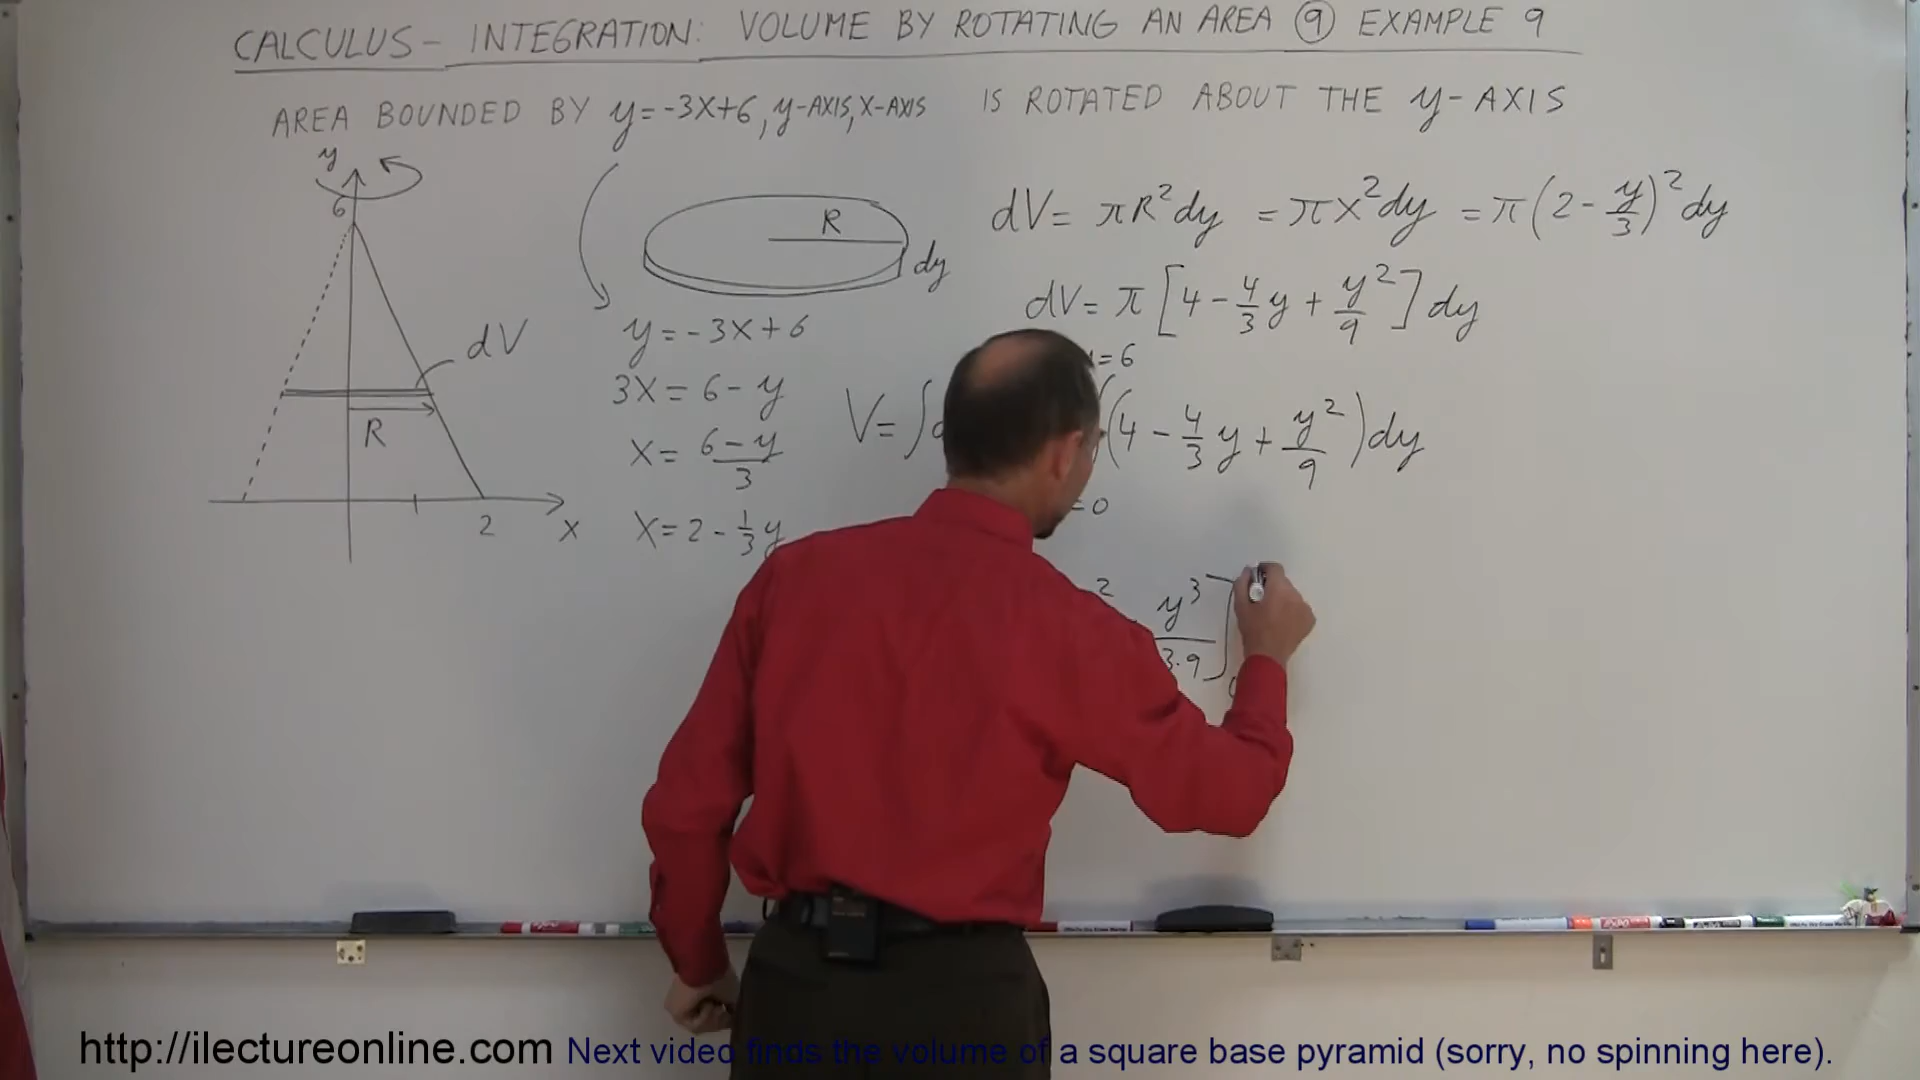 CALCULUS - INTEGRATION: VOLUME BY ROTATING AN AREA ⑨ EXAMPLE 9
AREA BOUNDED BY y=-3X+6, y-AXIS, X-AXIS IS ROTATED ABOUT THE y-AXIS
y
6
dV
R
2
x
R
dy
y = -3X+6
3X = 6-y
X = (6-y)/3
X = 2 - 1/3 y
dV = πR²dy = πX²dy = π(2 - y/3)²dy
dV = π[4 - 4/3 y + y²/9]dy
=6
V = ∫ (4 - 4/3 y + y²/9)dy
=0
2 y³/3·9]
http://ilectureonline.com Next video finds the volume of a square base pyramid (sorry, no spinning here).